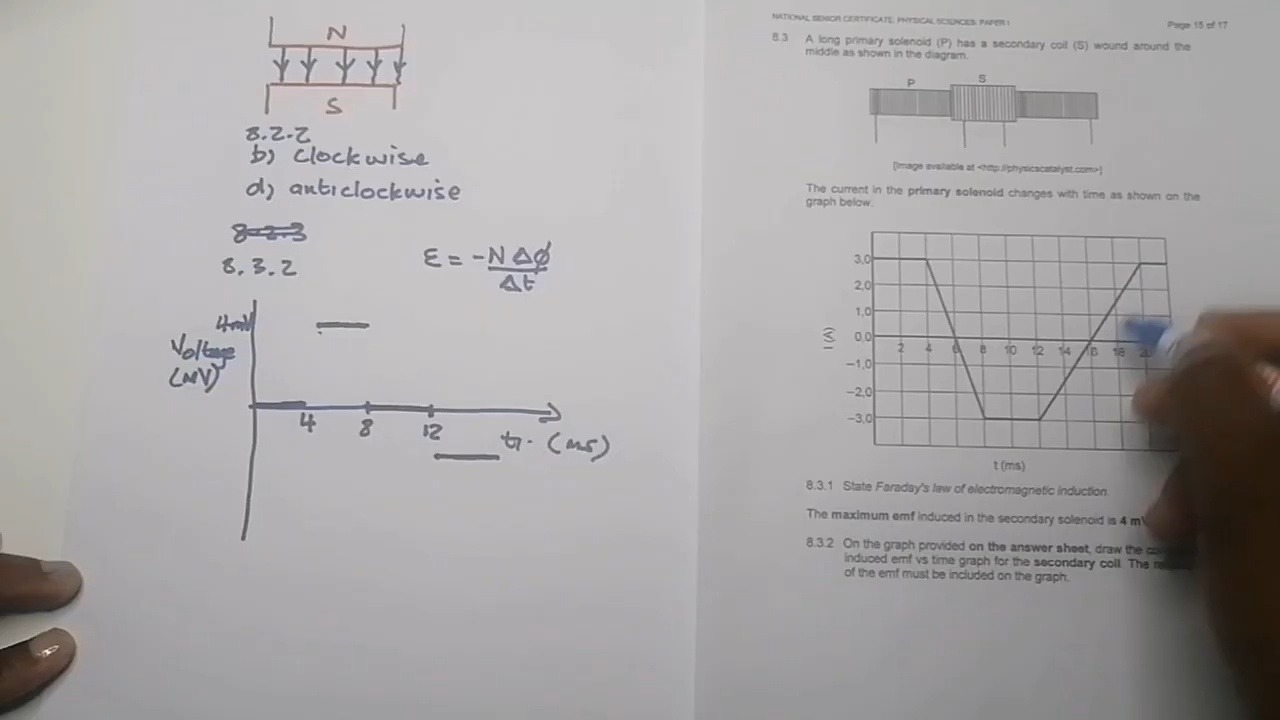 N
S
8.2.2
b) clockwise
d) anticlockwise
8.2.3
8.3.2
ε = -NΔϕ
Δt
4mV
Voltage
(mV)
4
8
12
t. (ms)
NATIONAL SENIOR CERTIFICATE: PHYSICAL SCIENCES: PAPER I
Page 15 of 17
8.3 A long primary solenoid (P) has a secondary coil (S) wound around the
middle as shown in the diagram.
P
S
[Image available at <http://physicscatalyst.com>]
The current in the primary solenoid changes with time as shown on the
graph below.
3,0
2,0
1,0
0,0
2 4 6 8 10 12 14 16 18
−1,0
−2,0
−3,0
t (ms)
8.3.1 State Faraday's law of electromagnetic induction.
The maximum emf induced in the secondary solenoid is 4 mV
8.3.2 On the graph provided on the answer sheet, draw the
induced emf vs time graph for the secondary coil. The
of the emf must be included on the graph.